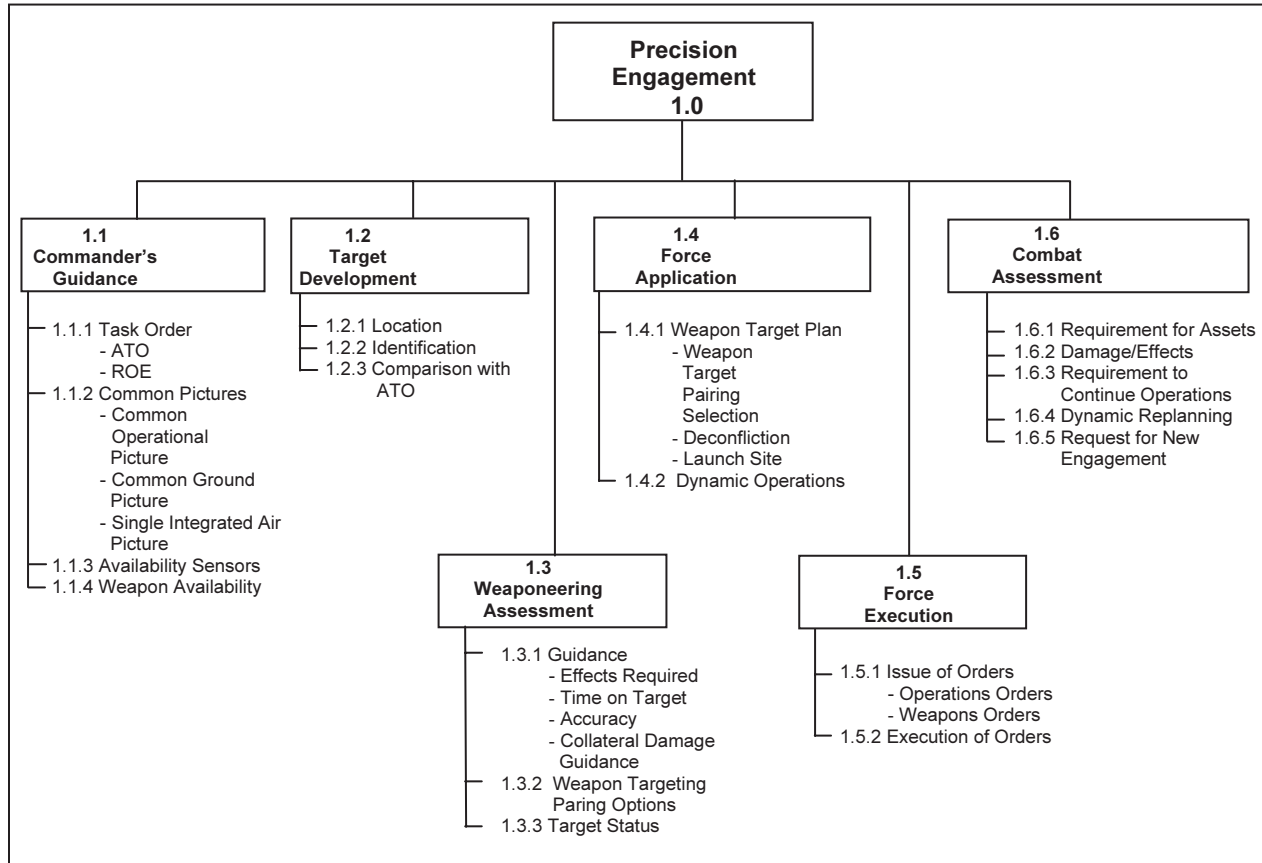 Precision
Engagement
1.0
1.1
Commander's
Guidance
1.1.1 Task Order
- ATO
- ROE
1.1.2 Common Pictures
- Common
Operational
Picture
- Common Ground
Picture
- Single Integrated Air
Picture
1.1.3 Availability Sensors
1.1.4 Weapon Availability
1.2
Target
Development
1.2.1 Location
1.2.2 Identification
1.2.3 Comparison with
ATO
1.3
Weaponeering
Assessment
1.3.1 Guidance
- Effects Required
- Time on Target
- Accuracy
- Collateral Damage
Guidance
1.3.2 Weapon Targeting
Paring Options
1.3.3 Target Status
1.4
Force
Application
1.4.1 Weapon Target Plan
- Weapon
Target
Pairing
Selection
- Deconfliction
- Launch Site
1.4.2 Dynamic Operations
1.5
Force
Execution
1.5.1 Issue of Orders
- Operations Orders
- Weapons Orders
1.5.2 Execution of Orders
1.6
Combat
Assessment
1.6.1 Requirement for Assets
1.6.2 Damage/Effects
1.6.3 Requirement to
Continue Operations
1.6.4 Dynamic Replanning
1.6.5 Request for New
Engagement